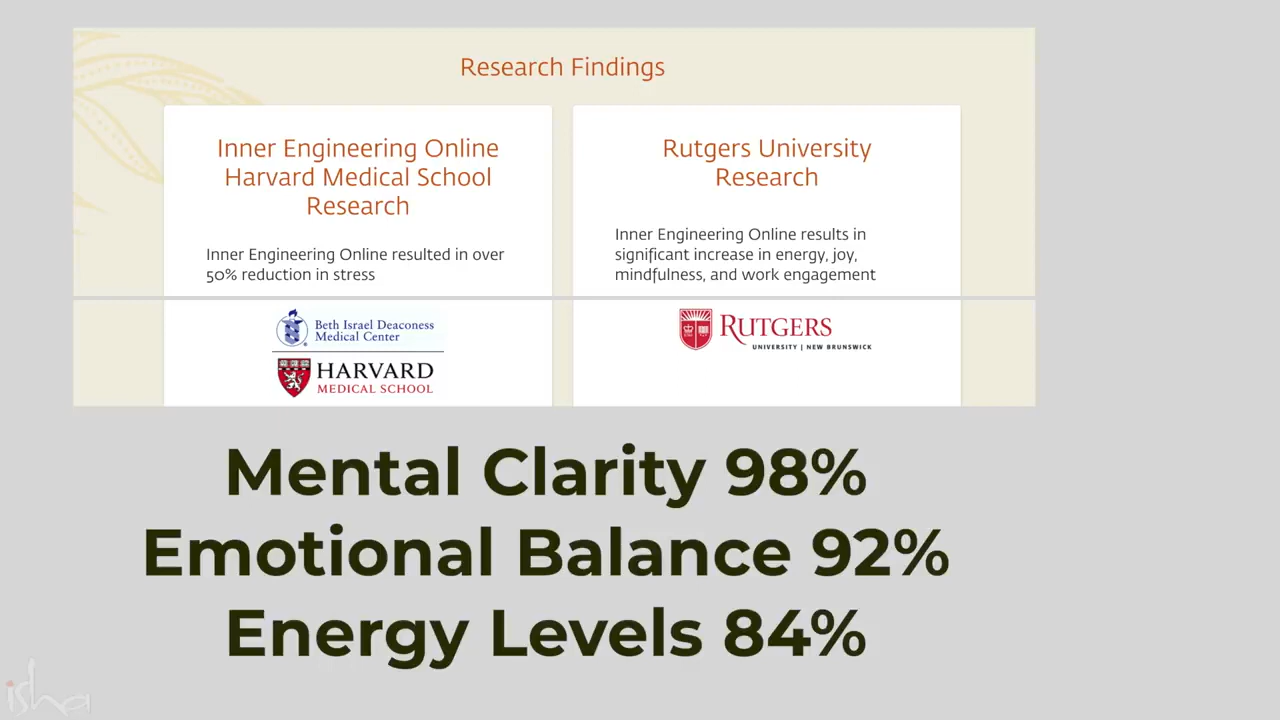 Research Findings
Inner Engineering Online
Harvard Medical School
Research
Inner Engineering Online resulted in over
50% reduction in stress
Beth Israel Deaconess
Medical Center
HARVARD
MEDICAL SCHOOL
Rutgers University
Research
Inner Engineering Online results in
significant increase in energy, joy,
mindfulness, and work engagement
RUTGERS
UNIVERSITY | NEW BRUNSWICK
Mental Clarity 98%
Emotional Balance 92%
Energy Levels 84%
isha